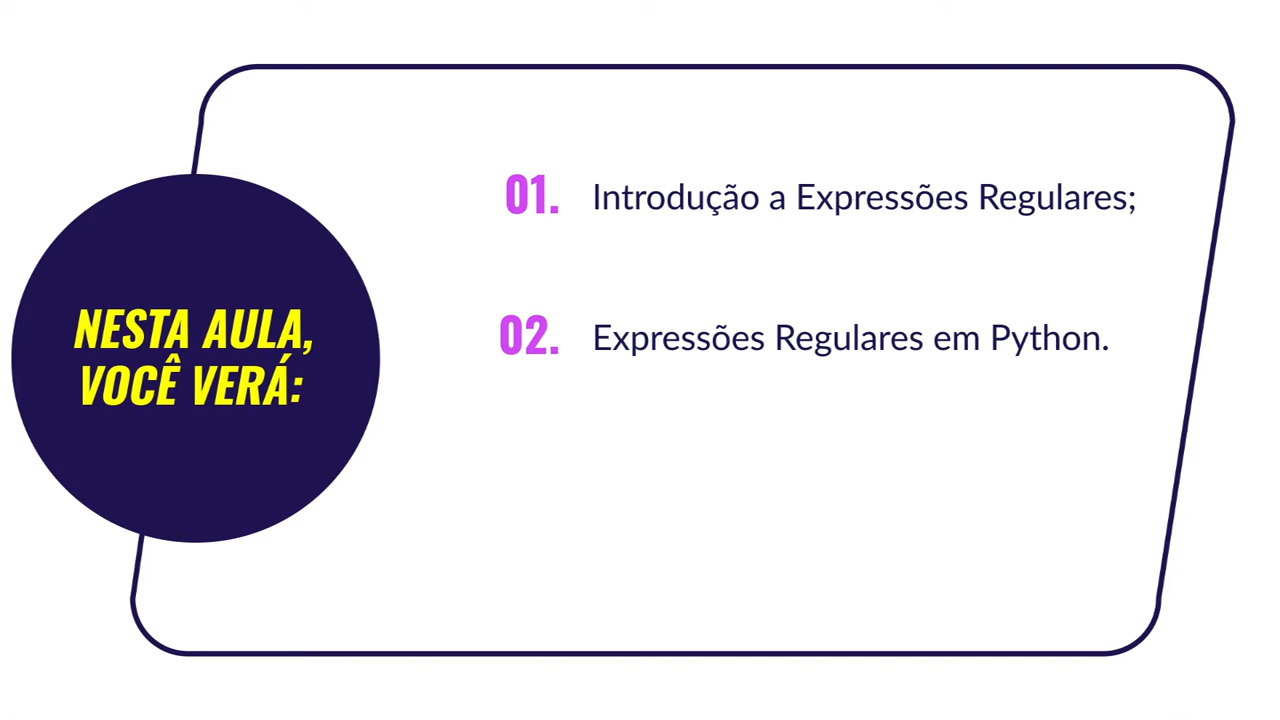 NESTA AULA,
VOCÊ VERÁ:
01. Introdução a Expressões Regulares;
02. Expressões Regulares em Python.